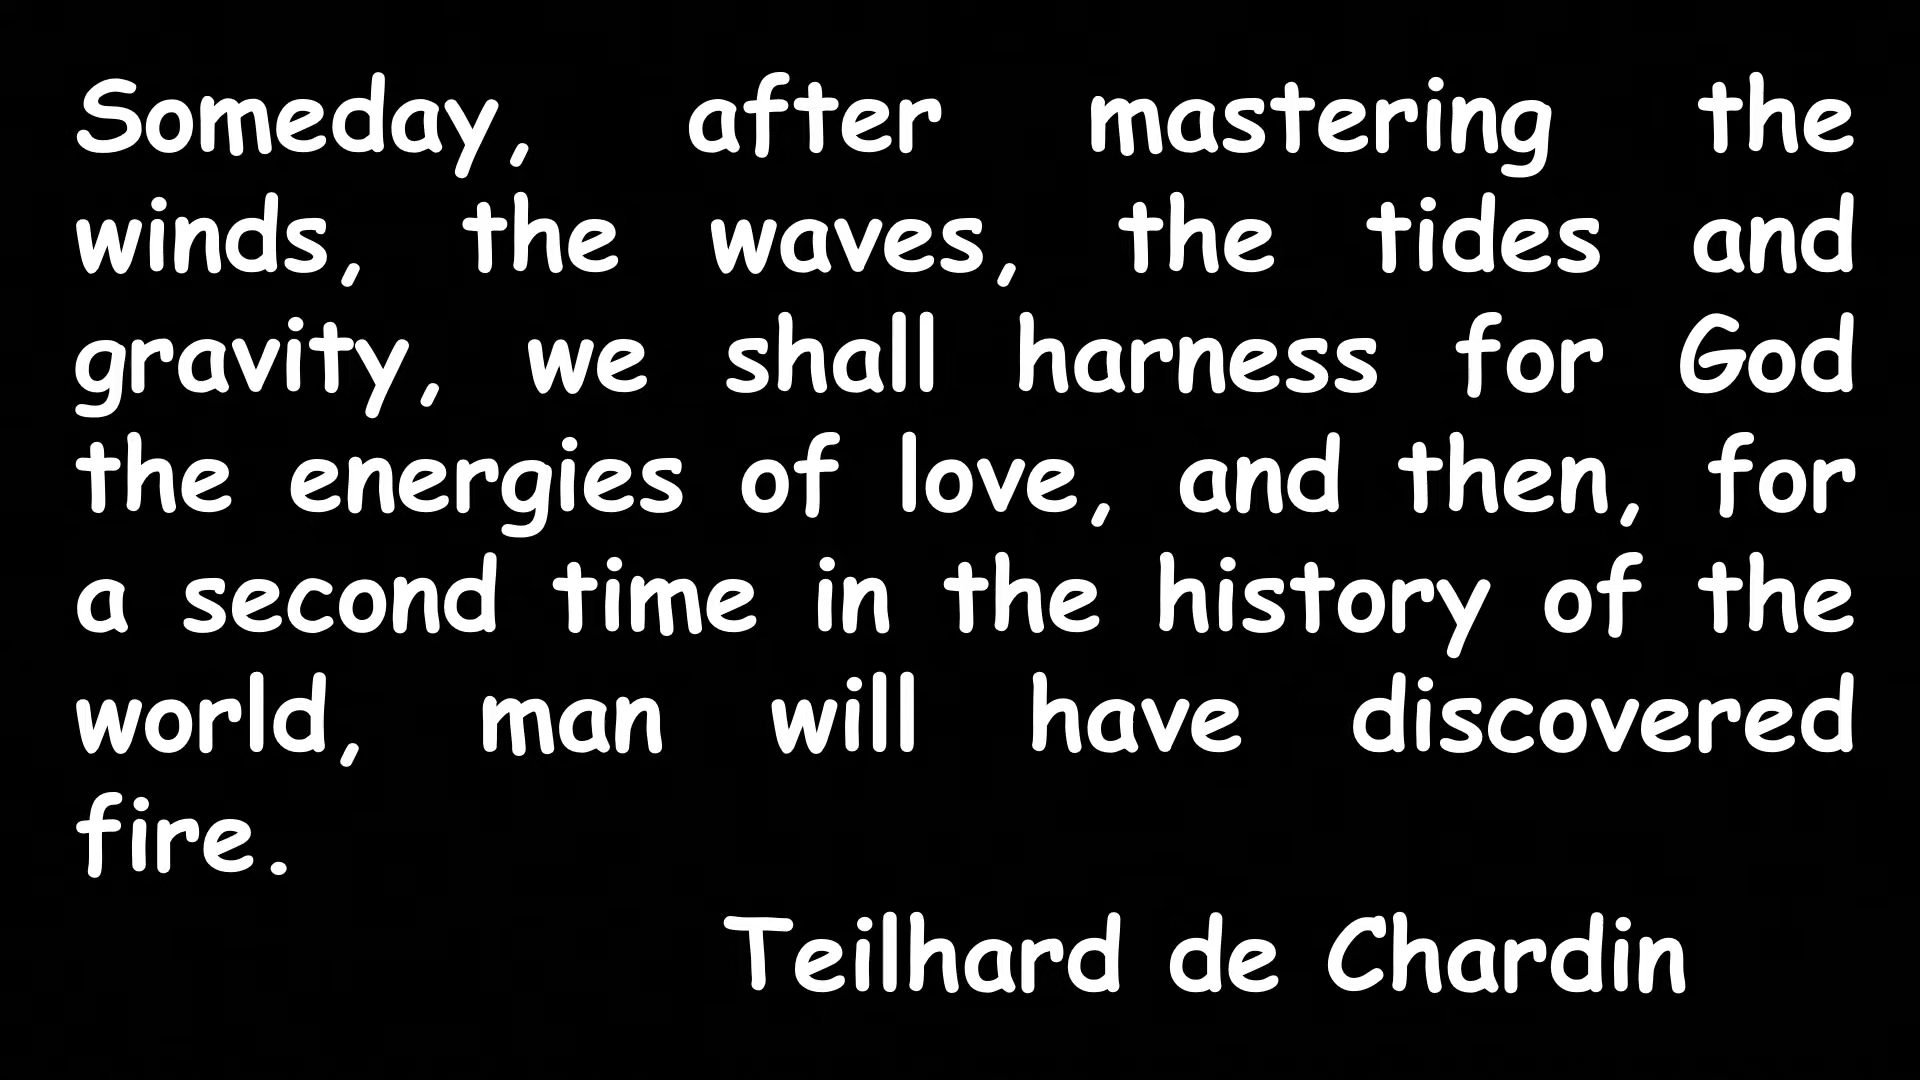 Someday, after mastering the
winds, the waves, the tides and
gravity, we shall harness for God
the energies of love, and then, for
a second time in the history of the
world, man will have discovered
fire.
Teilhard de Chardin